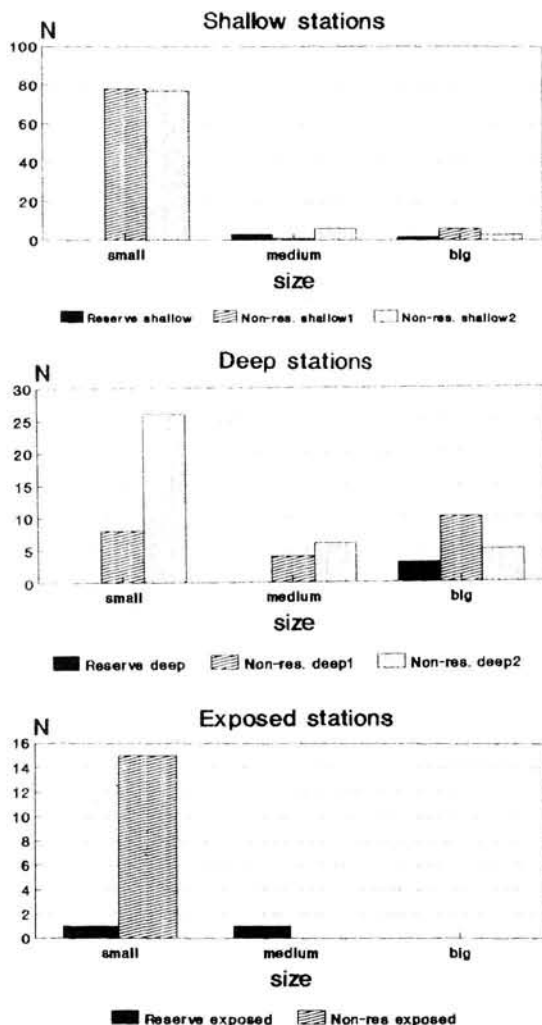 Shallow stations
N
100
80
60
40
20
0
small medium big
size
Reserve shallow Non-res. shallow1 Non-res. shallow2
Deep stations
N
30
25
20
15
10
5
0
small medium big
size
Reserve deep Non-res. deep1 Non-res. deep2
Exposed stations
N
16
14
12
10
8
6
4
2
0
small medium big
size
Reserve exposed Non-res exposed